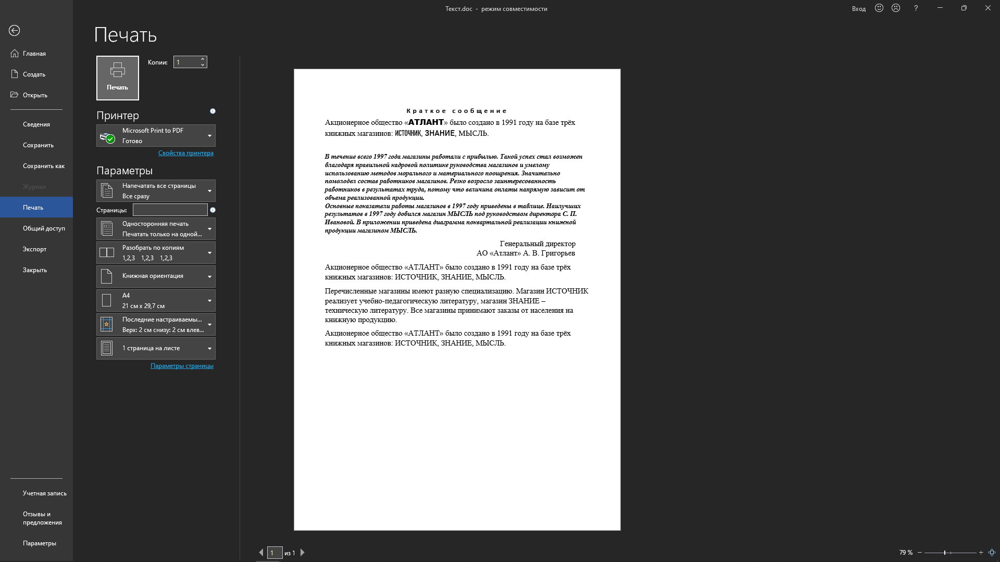 Текст.doc  -  режим совместимости
Вход
?
Главная
Создать
Открыть
Сведения
Сохранить
Сохранить как
Журнал
Печать
Общий доступ
Экспорт
Закрыть
Учетная запись
Отзывы и
предложения
Параметры
Печать
Печать
Копии: 1
Принтер
Microsoft Print to PDF
Готово
Свойства принтера
Параметры
Напечатать все страницы
Все сразу
Страницы:
Односторонняя печать
Печатать только на одной...
Разобрать по копиям
1,2,3    1,2,3    1,2,3
Книжная ориентация
A4
21 см x 29,7 см
Последние настраиваемы...
Верх: 2 см снизу: 2 см влев...
1 страница на листе
Параметры страницы
Краткое сообщение
Акционерное общество «АТЛАНТ» было создано в 1991 году на базе трёх
книжных магазинов: ИСТОЧНИК, ЗНАНИЕ, МЫСЛЬ.
В течение всего 1997 года магазины работали с прибылью. Такой успех стал возможен
благодаря правильной кадровой политике руководства магазинов и умелому
использованию методов морального и материального поощрения. Значительно
помолодел состав работников магазинов. Резко возросло заинтересованность
работников в результатах труда, потому что величина оплаты напрямую зависит от
объема реализованной продукции.
Основные показатели работы магазинов в 1997 году приведены в таблице. Наилучших
результатов в 1997 году добился магазин МЫСЛЬ под руководством директора С. П.
Ивановой. В приложении приведена диаграмма поквартальной реализации книжной
продукции магазином МЫСЛЬ.
Генеральный директор
АО «Атлант» А. В. Григорьев
Акционерное общество «АТЛАНТ» было создано в 1991 году на базе трёх
книжных магазинов: ИСТОЧНИК, ЗНАНИЕ, МЫСЛЬ.
Перечисленные магазины имеют разную специализацию. Магазин ИСТОЧНИК
реализует учебно-педагогическую литературу, магазин ЗНАНИЕ –
техническую литературу. Все магазины принимают заказы от населения на
книжную продукцию.
Акционерное общество «АТЛАНТ» было создано в 1991 году на базе трёх
книжных магазинов: ИСТОЧНИК, ЗНАНИЕ, МЫСЛЬ.
1 из 1
79 %